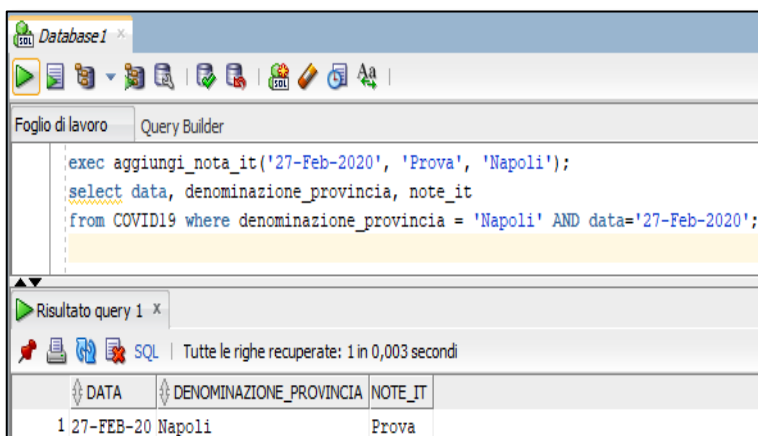 Database1
SQL
Aa
Foglio di lavoro Query Builder
exec aggiungi_nota_it('27-Feb-2020', 'Prova', 'Napoli');
select data, denominazione_provincia, note_it
from COVID19 where denominazione_provincia = 'Napoli' AND data='27-Feb-2020';
Risultato query 1 x
SQL | Tutte le righe recuperate: 1 in 0,003 secondi
DATA DENOMINAZIONE_PROVINCIA NOTE_IT
1 27-FEB-20 Napoli Prova